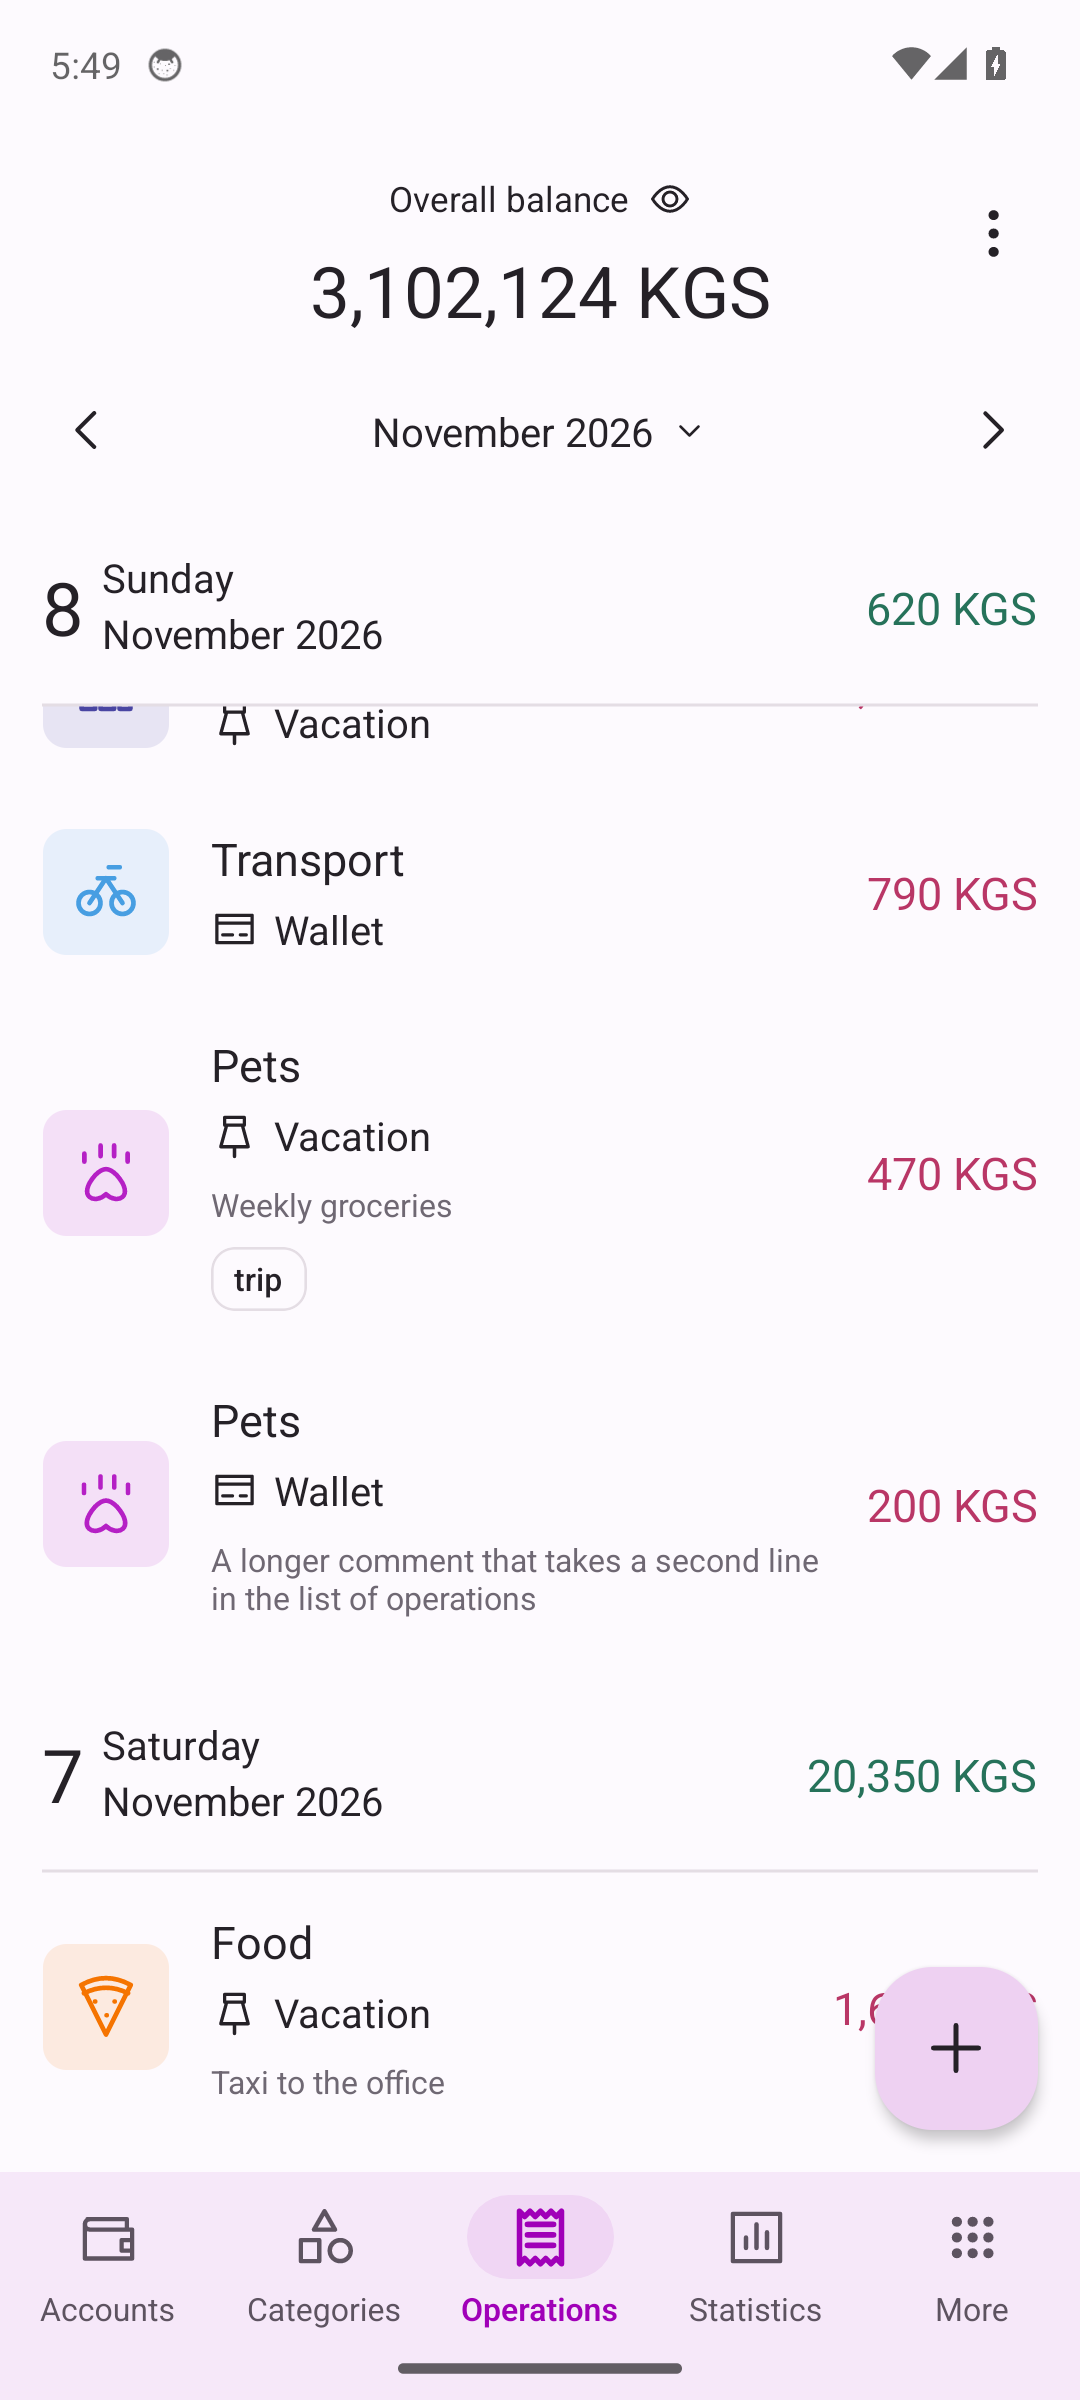 5:49
Overall balance
3,102,124 KGS
November 2026
8
Sunday
November 2026
620 KGS
Vacation
Transport
Wallet
790 KGS
Pets
Vacation
Weekly groceries
trip
470 KGS
Pets
Wallet
A longer comment that takes a second line
in the list of operations
200 KGS
7
Saturday
November 2026
20,350 KGS
Food
Vacation
Taxi to the office
Accounts
Categories
Operations
Statistics
More